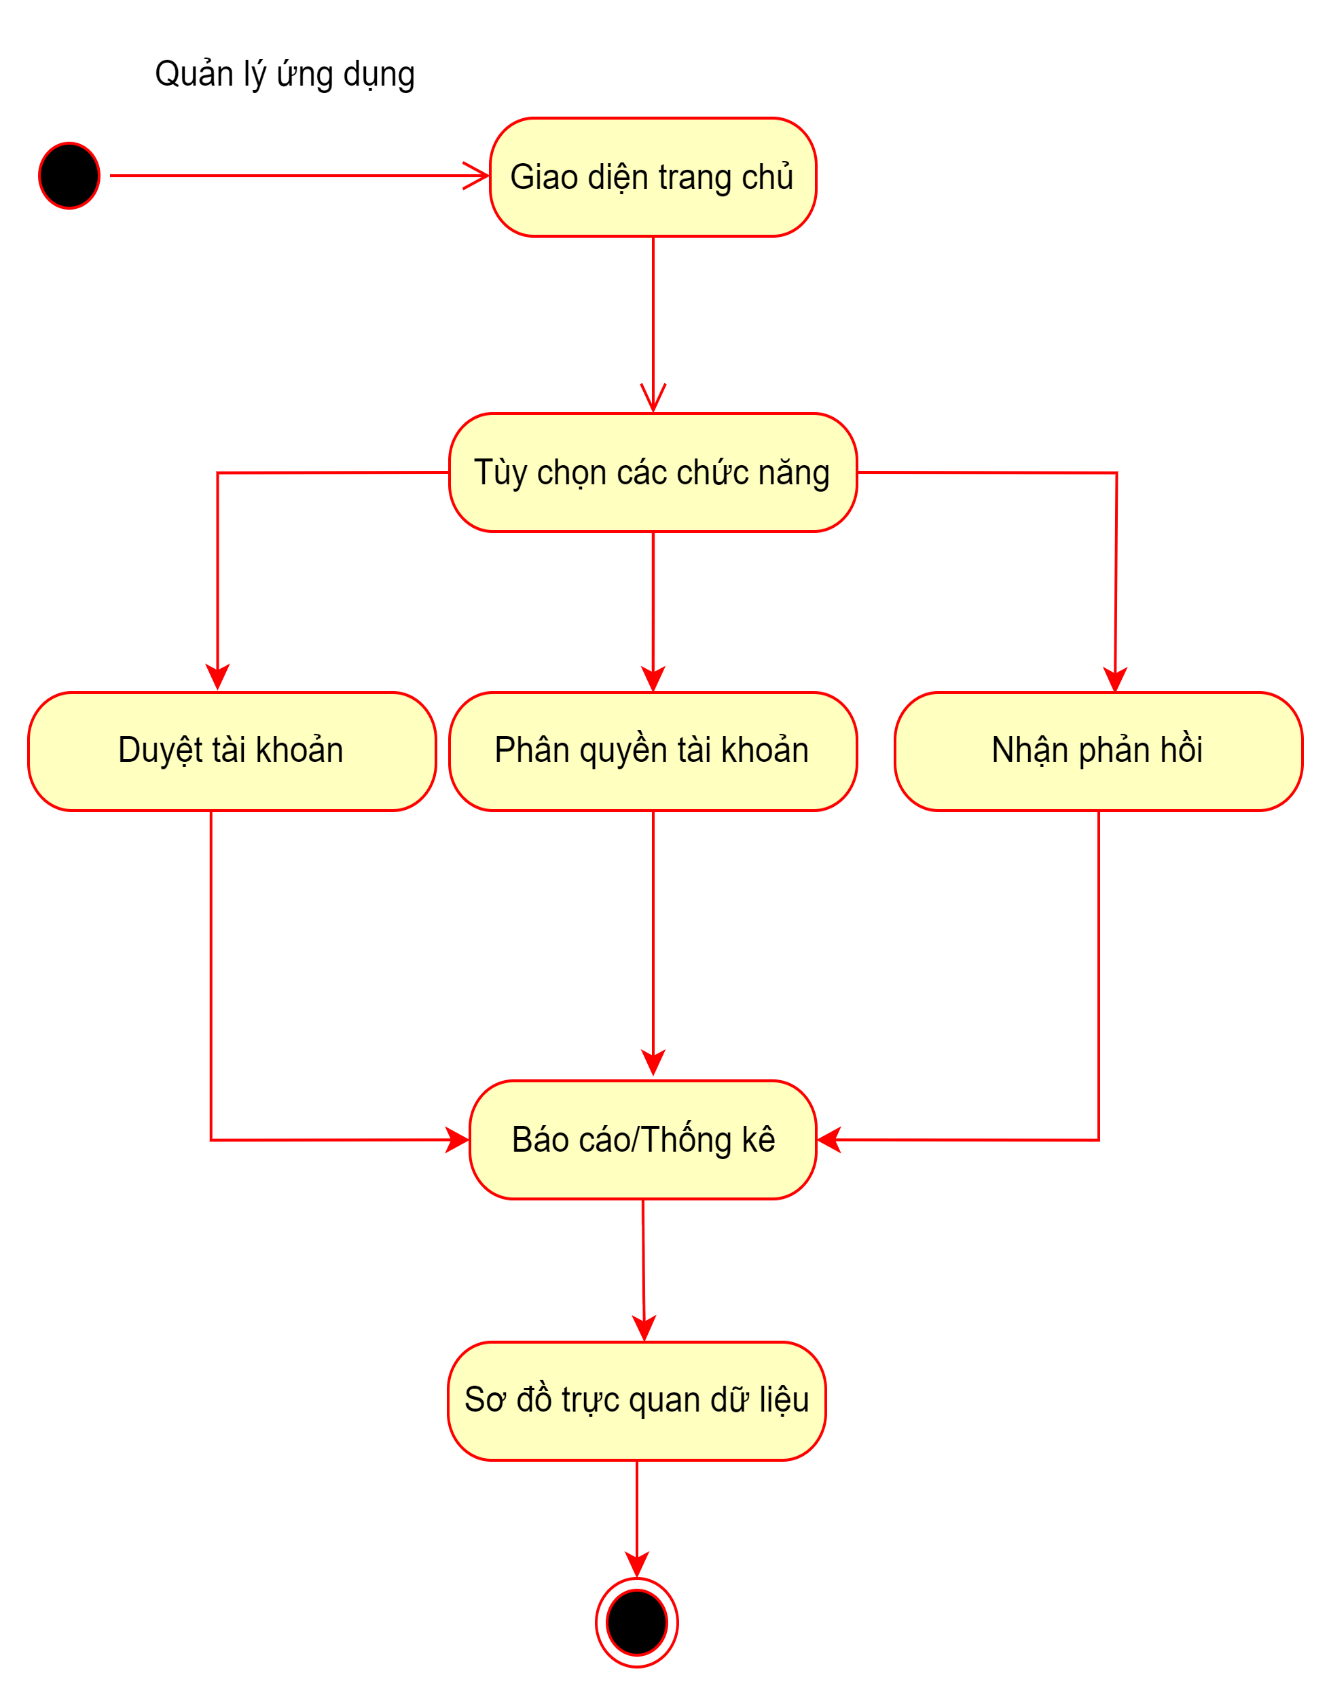 Quản lý ứng dụng
Giao diện trang chủ
Tùy chọn các chức năng
Duyệt tài khoản
Phân quyền tài khoản
Nhận phản hồi
Báo cáo/Thống kê
Sơ đồ trực quan dữ liệu